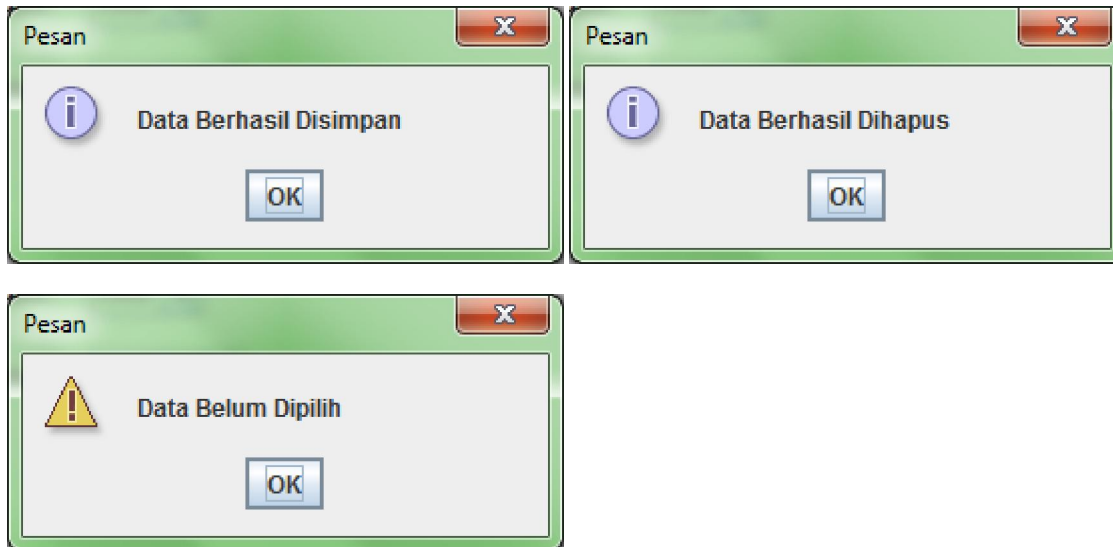 Pesan
Data Berhasil Disimpan
OK
Pesan
Data Berhasil Dihapus
OK
Pesan
Data Belum Dipilih
OK